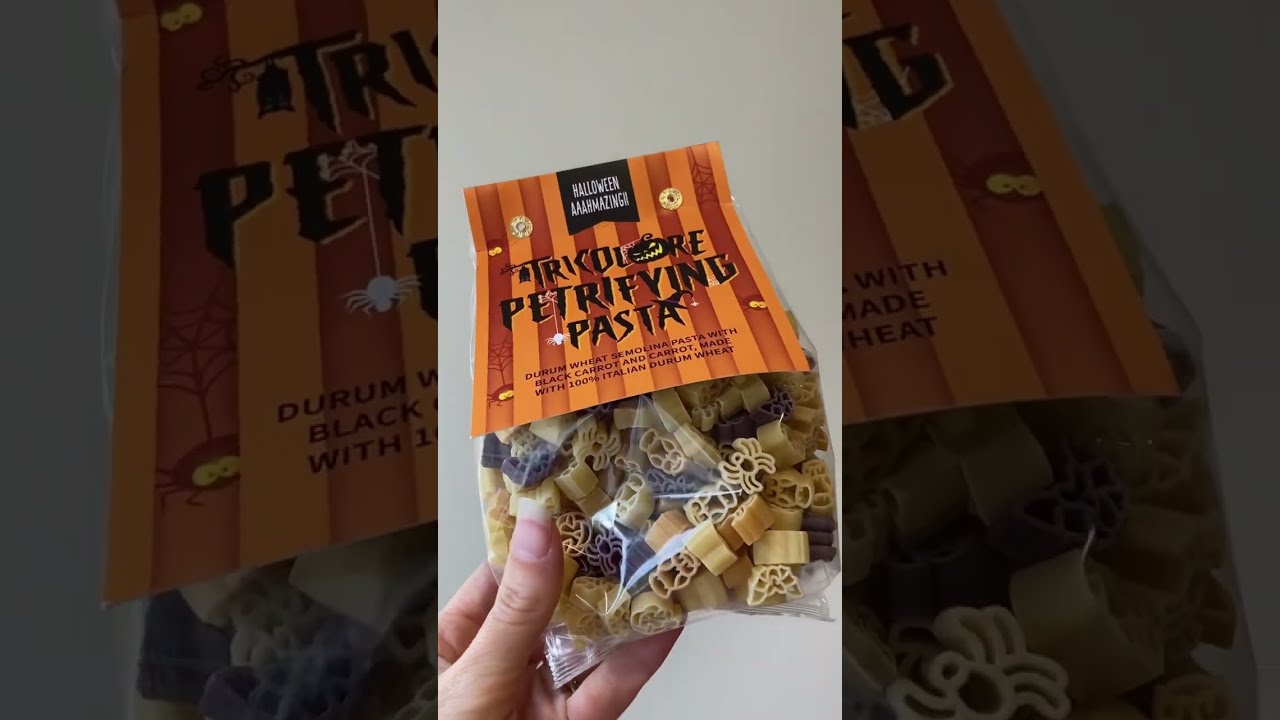 HALLOWEEN
AAAHMAZING!!
TRICOLORE
PETRIFYING
PASTA
DURUM WHEAT SEMOLINA PASTA WITH
BLACK CARROT AND CARROT, MADE
WITH 100% ITALIAN DURUM WHEAT